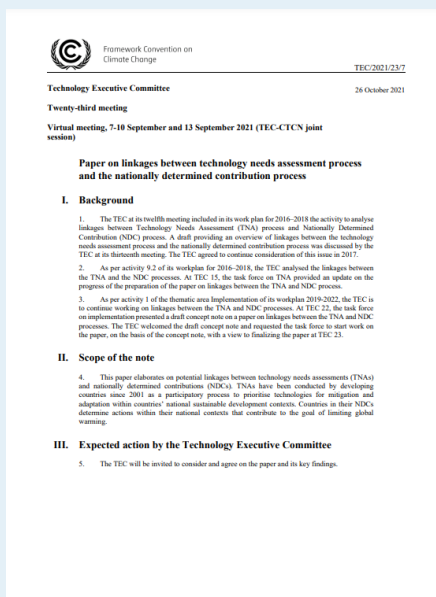 Framework Convention on
Climate Change
TEC/2021/23/7
Technology Executive Committee
26 October 2021
Twenty-third meeting
Virtual meeting, 7-10 September and 13 September 2021 (TEC-CTCN joint
session)
Paper on linkages between technology needs assessment process
and the nationally determined contribution process
I. Background
1. The TEC at its twelfth meeting included in its work plan for 2016–2018 the activity to analyse
linkages between Technology Needs Assessment (TNA) process and Nationally Determined
Contribution (NDC) process. A draft providing an overview of linkages between the technology
needs assessment process and the nationally determined contribution process was discussed by the
TEC at its thirteenth meeting. The TEC agreed to continue consideration of this issue in 2017.
2. As per activity 9.2 of its workplan for 2016–2018, the TEC analysed the linkages between
the TNA and the NDC processes. At TEC 15, the task force on TNA provided an update on the
progress of the preparation of the paper on linkages between the TNA and NDC process.
3. As per activity 1 of the thematic area Implementation of its workplan 2019-2022, the TEC is
to continue working on linkages between the TNA and NDC processes. At TEC 22, the task force
on implementation presented a draft concept note on a paper on linkages between the TNA and NDC
processes. The TEC welcomed the draft concept note and requested the task force to start work on
the paper, on the basis of the concept note, with a view to finalizing the paper at TEC 23.
II. Scope of the note
4. This paper elaborates on potential linkages between technology needs assessments (TNAs)
and nationally determined contributions (NDCs). TNAs have been conducted by developing
countries since 2001 as a participatory process to prioritise technologies for mitigation and
adaptation within countries' national sustainable development contexts. Countries in their NDCs
determine actions within their national contexts that contribute to the goal of limiting global
warming.
III. Expected action by the Technology Executive Committee
5. The TEC will be invited to consider and agree on the paper and its key findings.